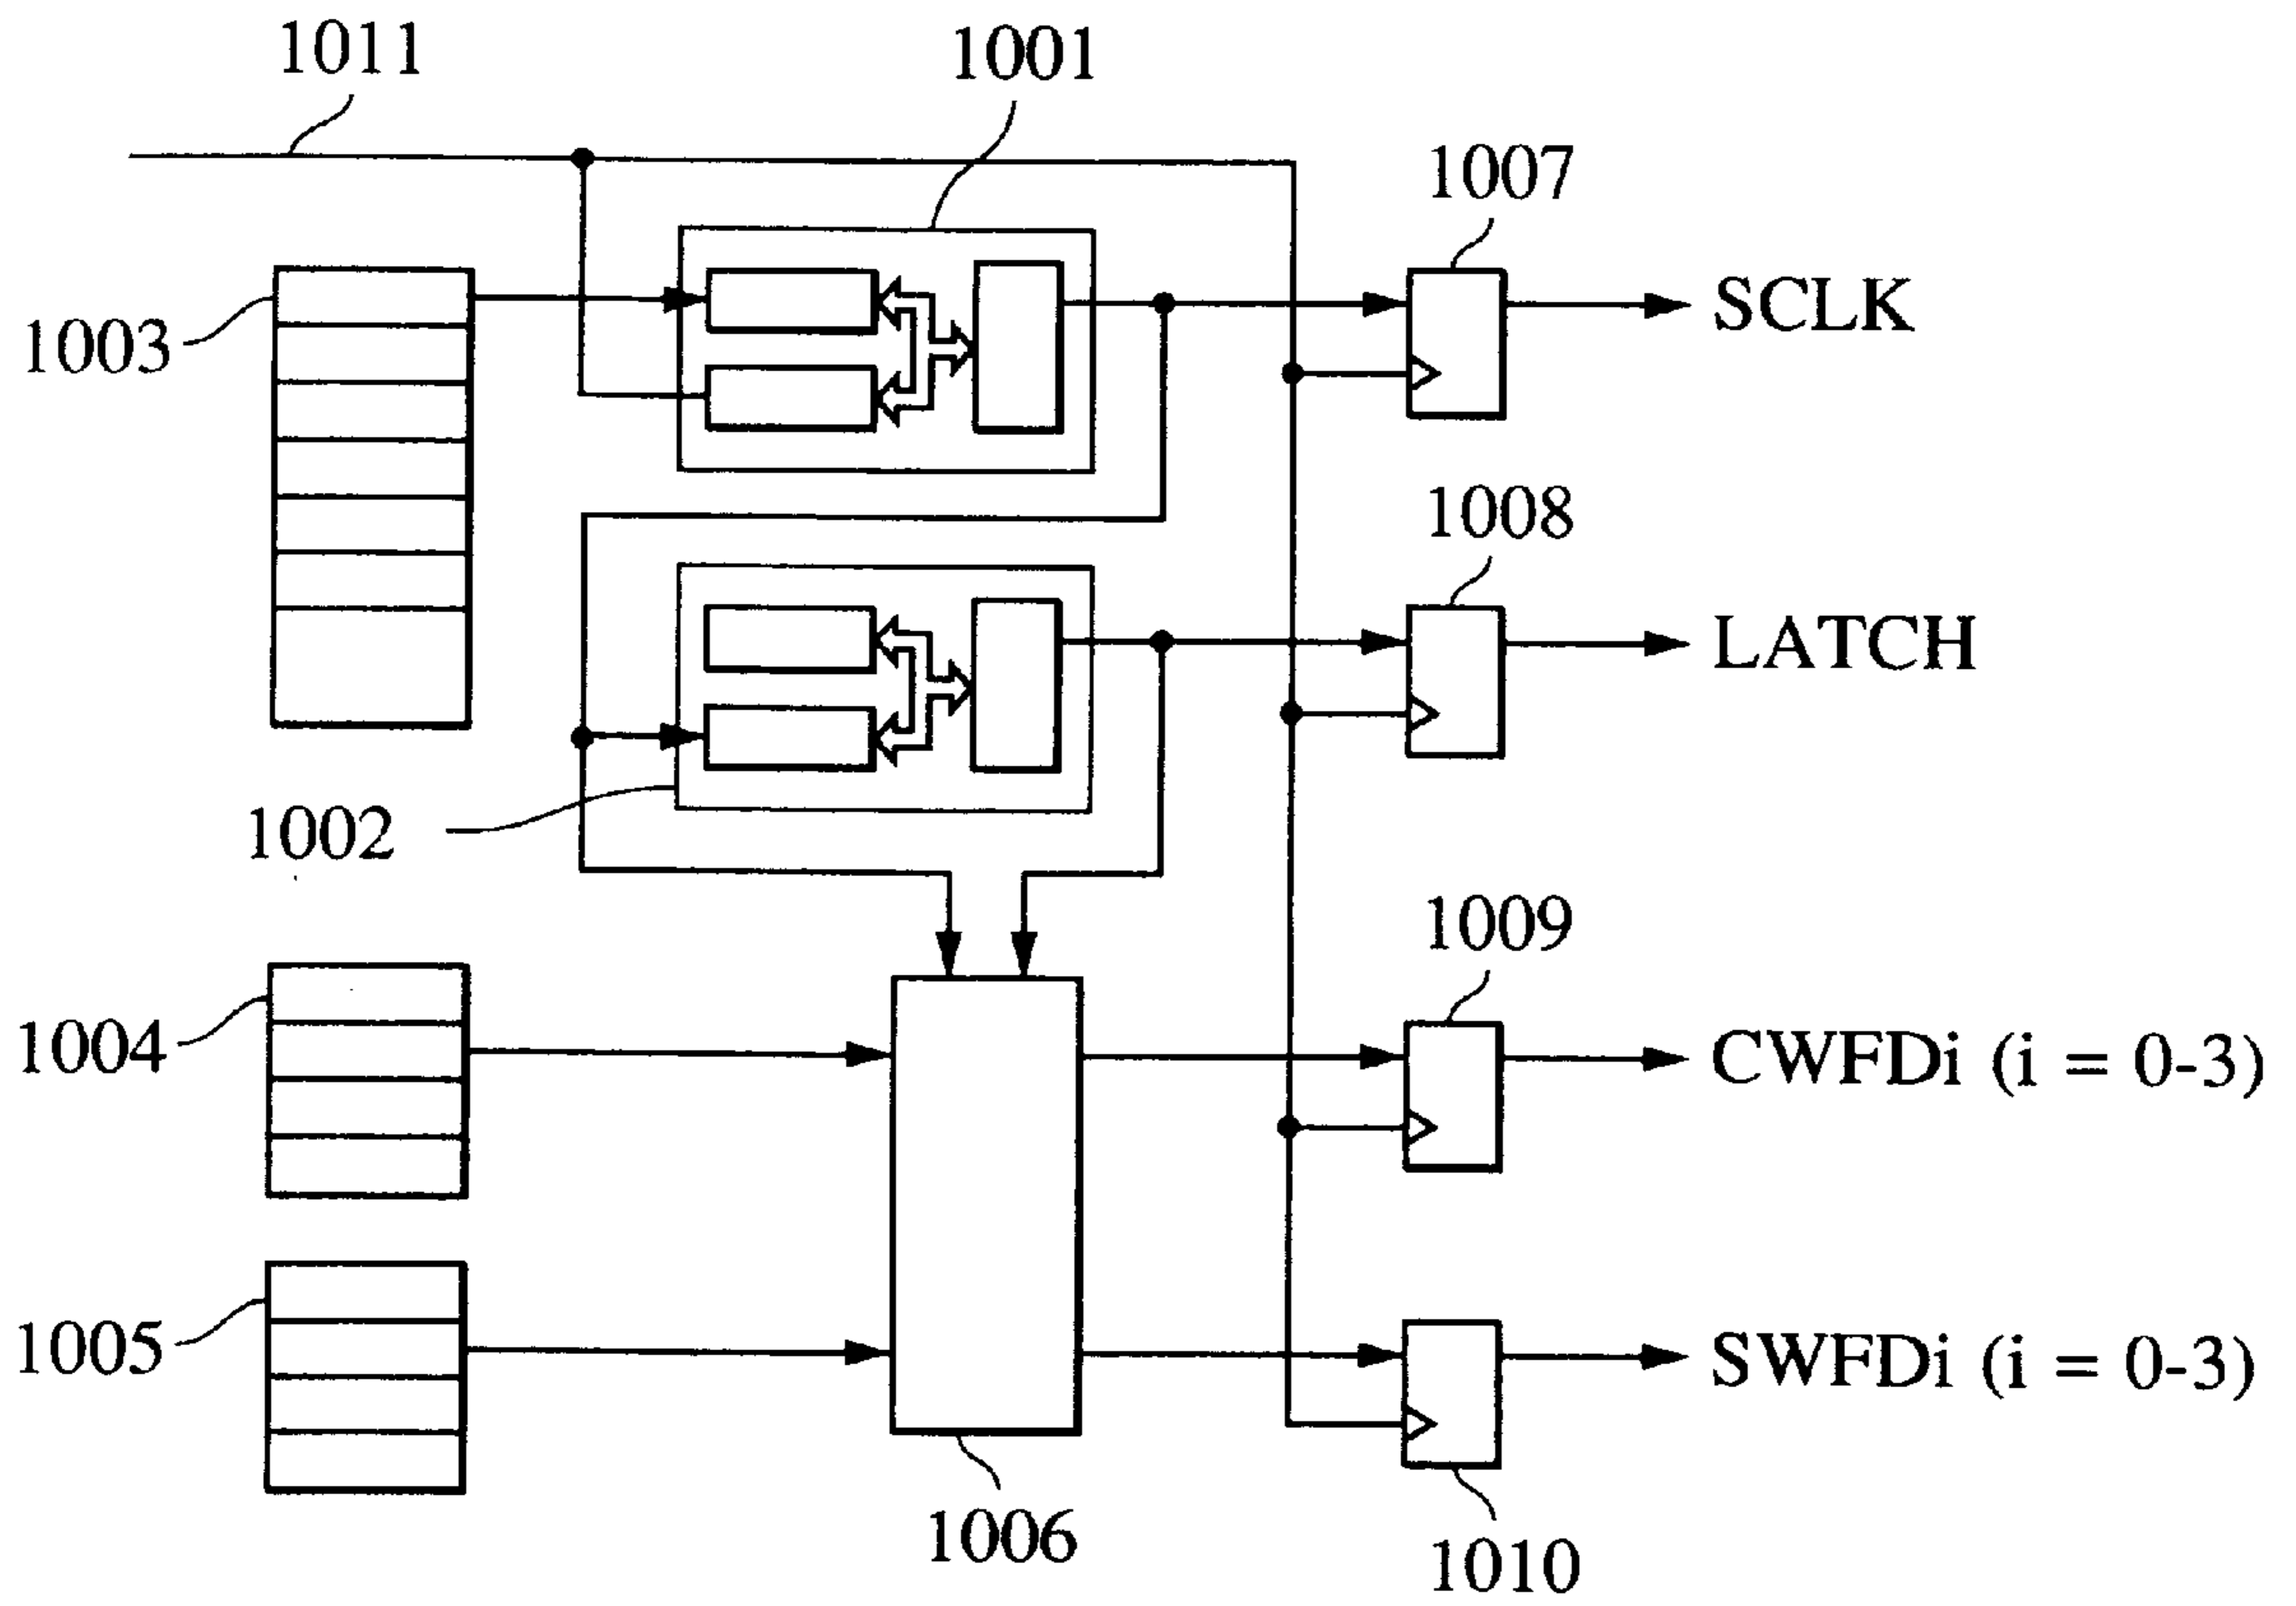 1011
1001
1007
SCLK
1003
1008
LATCH
1002
1009
CWFDi (i = 0-3)
1004
SWFDi (i = 0-3)
1005
1006
1010